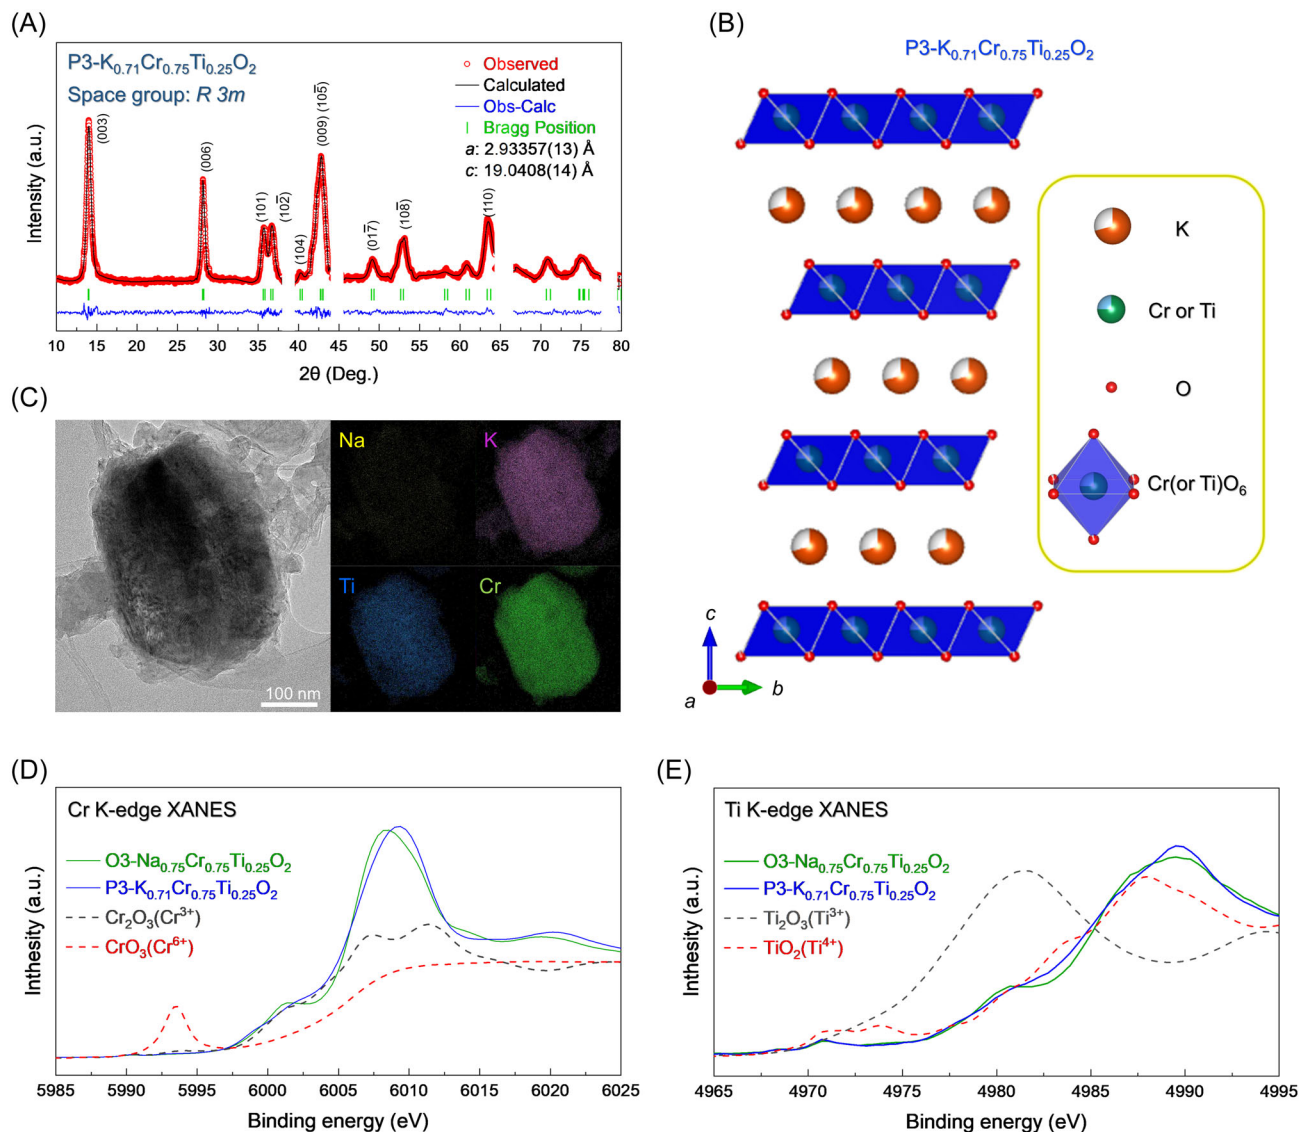 (A)
P3-K0.71Cr0.75Ti0.25O2
Space group: R 3m
Observed
Calculated
Obs-Calc
Bragg Position
a: 2.93357(13) Å
c: 19.0408(14) Å
(003)
(006)
(101)
(102̅)
(104)
(009) (105̅)
(01̅7̅)
(108̅)
(110)
Intensity (a.u.)
10 15 20 25 30 35 40 45 50 55 60 65 70 75 80
2θ (Deg.)
(B)
P3-K0.71Cr0.75Ti0.25O2
K
Cr or Ti
O
Cr(or Ti)O6
c
a
b
(C)
100 nm
Na
K
Ti
Cr
(D)
Cr K-edge XANES
O3-Na0.75Cr0.75Ti0.25O2
P3-K0.71Cr0.75Ti0.25O2
Cr2O3(Cr3+)
CrO3(Cr6+)
Inthesity (a.u.)
5985 5990 5995 6000 6005 6010 6015 6020 6025
Binding energy (eV)
(E)
Ti K-edge XANES
O3-Na0.75Cr0.75Ti0.25O2
P3-K0.71Cr0.75Ti0.25O2
Ti2O3(Ti3+)
TiO2(Ti4+)
Inthesity (a.u.)
4965 4970 4975 4980 4985 4990 4995
Binding energy (eV)